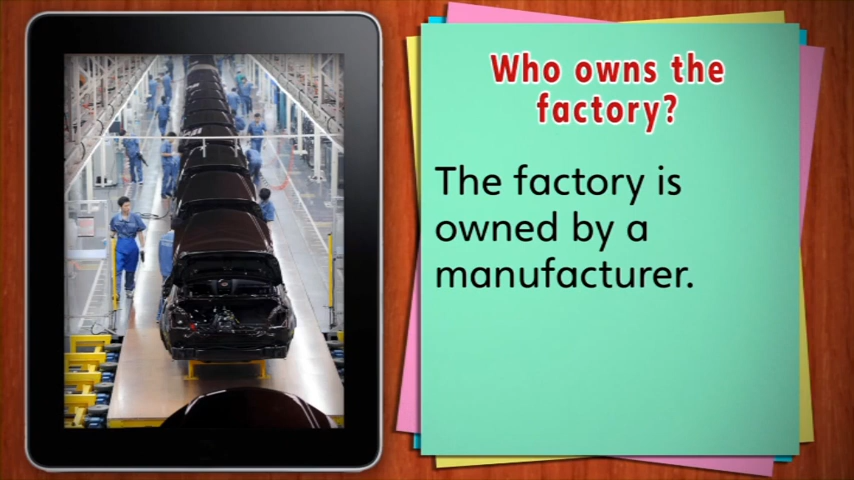 Who owns the
factory?
The factory is
owned by a
manufacturer.